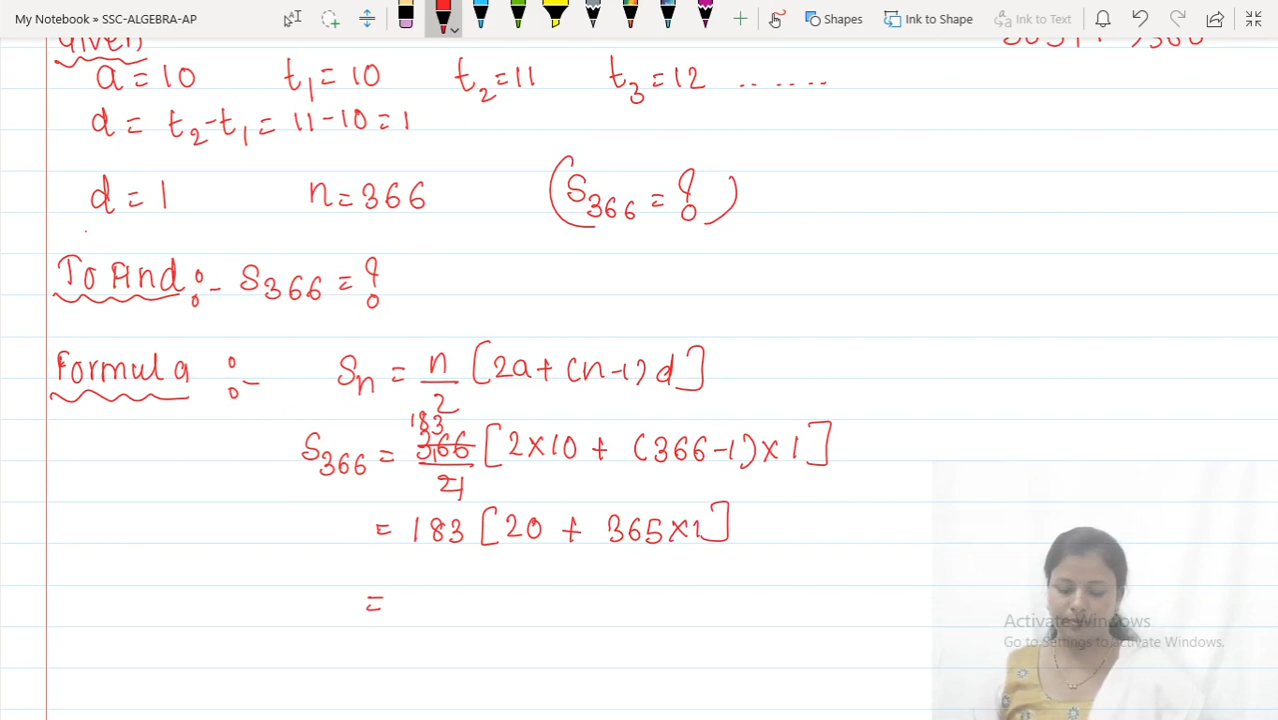 My Notebook » SSC-ALGEBRA-AP Shapes Ink to Shape Ink to Text
Given
a = 10 t₁ = 10 t₂ = 11 t₃ = 12 ........
d = t₂ - t₁ = 11 - 10 = 1
d = 1 n = 366 (S₃₆₆ = ?)
To Find :- S₃₆₆ = ?
Formula :- Sn = n/2 [2a + (n-1) d]
S₃₆₆ = 183 366/2 1 [2×10 + (366-1)×1]
= 183 [20 + 365×1]
=
Activate Windows
Go to Settings to activate Windows.